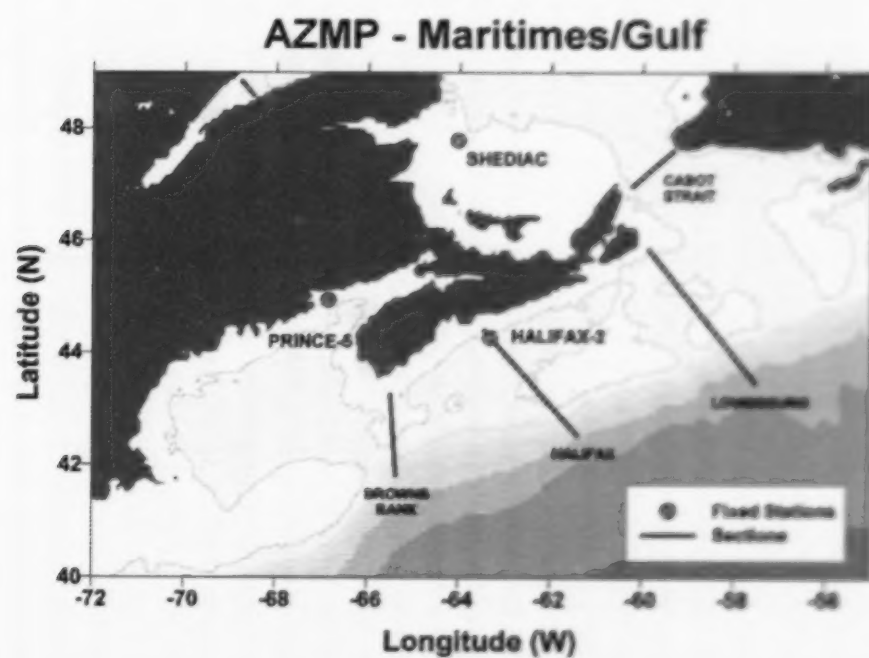 AZMP - Maritimes/Gulf
48
SHEDIAC
CABOT
STRAIT
46
Latitude (N)
PRINCE-5
HALIFAX-2
44
LOUISBOURG
HALIFAX
42
BROWNS
BANK
Fixed Stations
Sections
40
-72
-70
-68
-66
-64
-62
-60
-58
-56
Longitude (W)